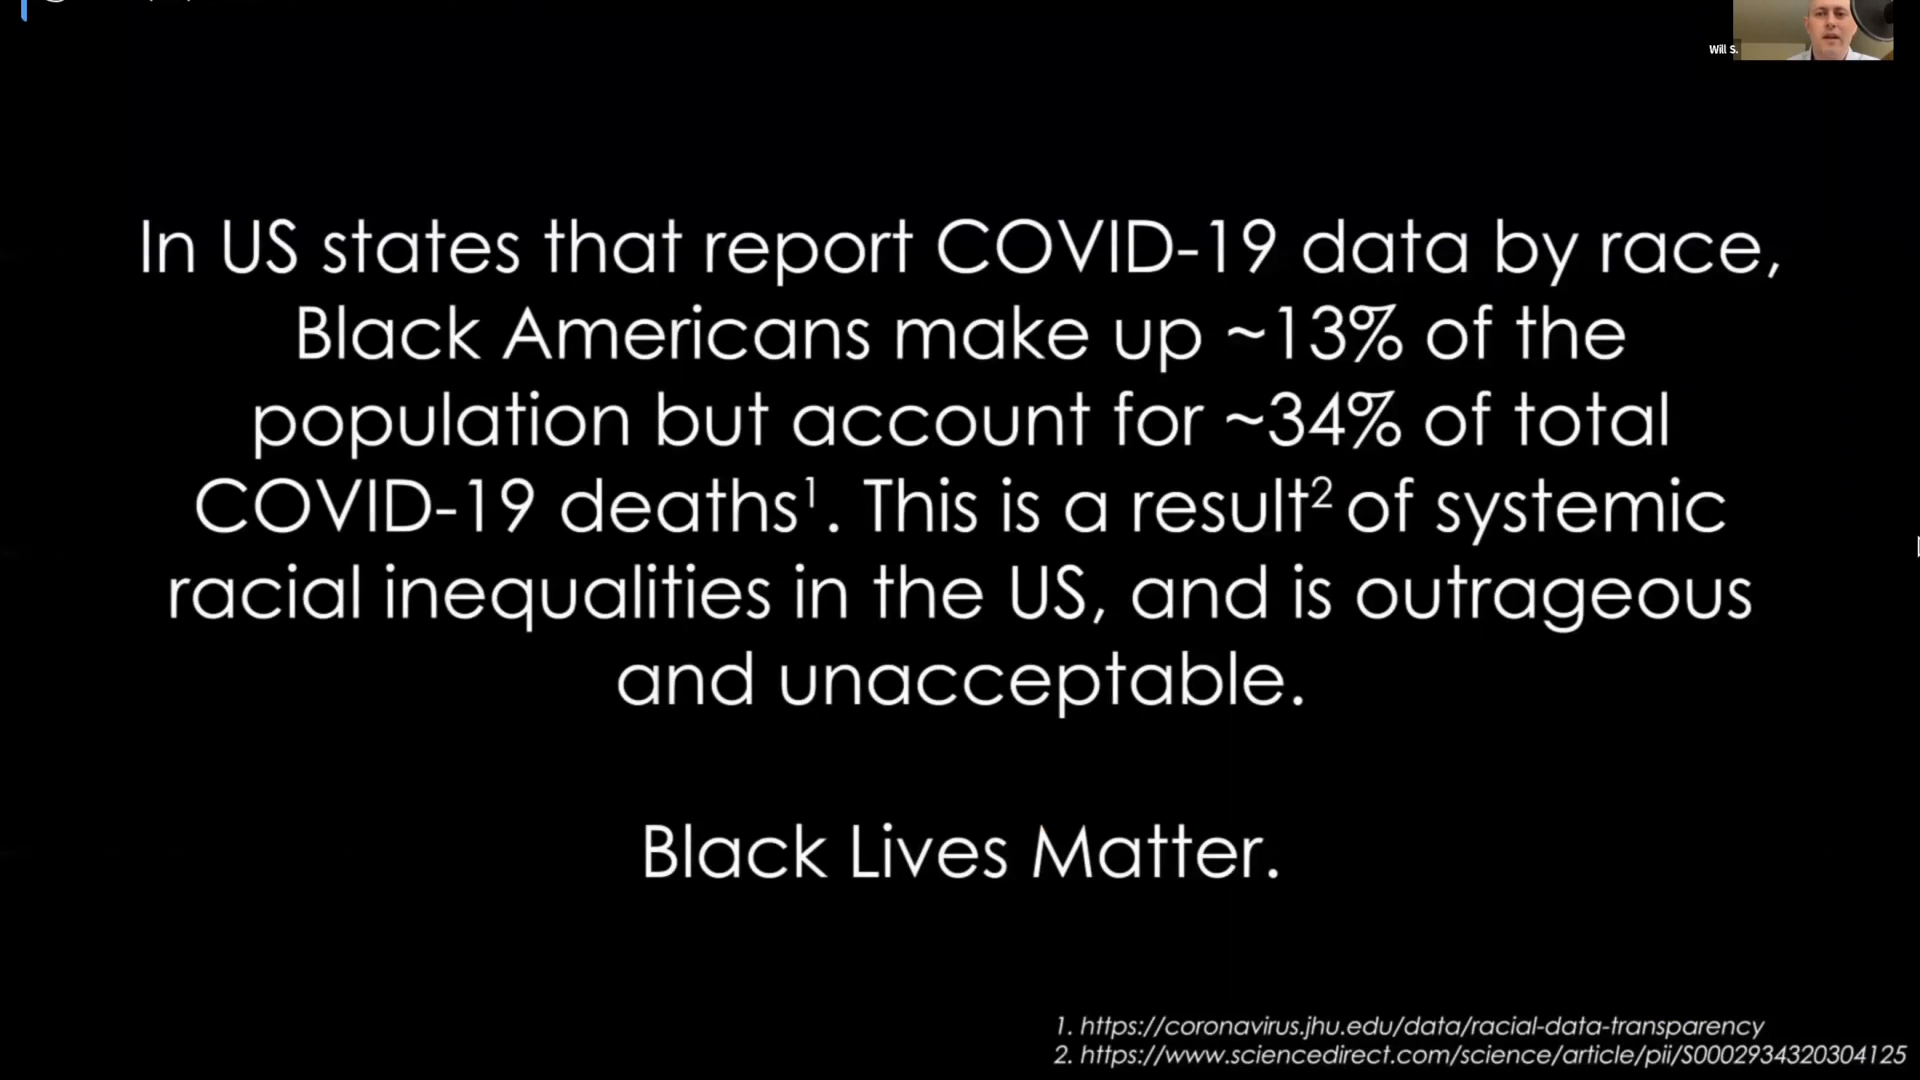 Will S.
In US states that report COVID-19 data by race,
Black Americans make up ~13% of the
population but account for ~34% of total
COVID-19 deaths¹. This is a result² of systemic
racial inequalities in the US, and is outrageous
and unacceptable.
Black Lives Matter.
1. https://coronavirus.jhu.edu/data/racial-data-transparency
2. https://www.sciencedirect.com/science/article/pii/S0002934320304125